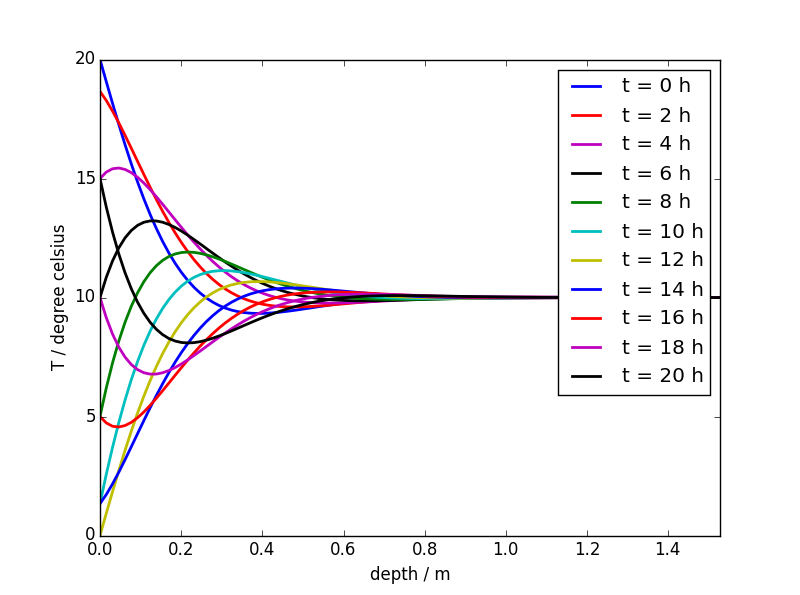 20
15
10
5
0
T / degree celsius
t = 0 h
t = 2 h
t = 4 h
t = 6 h
t = 8 h
t = 10 h
t = 12 h
t = 14 h
t = 16 h
t = 18 h
t = 20 h
0.0 0.2 0.4 0.6 0.8 1.0 1.2 1.4
depth / m